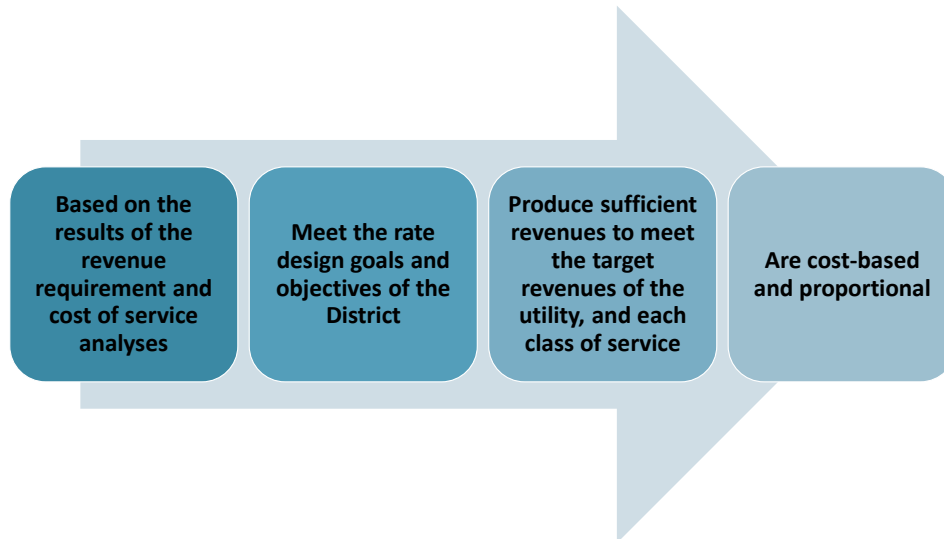 Based on the
results of the
revenue
requirement and
cost of service
analyses
Meet the rate
design goals and
objectives of the
District
Produce sufficient
revenues to meet
the target
revenues of the
utility, and each
class of service
Are cost-based
and proportional